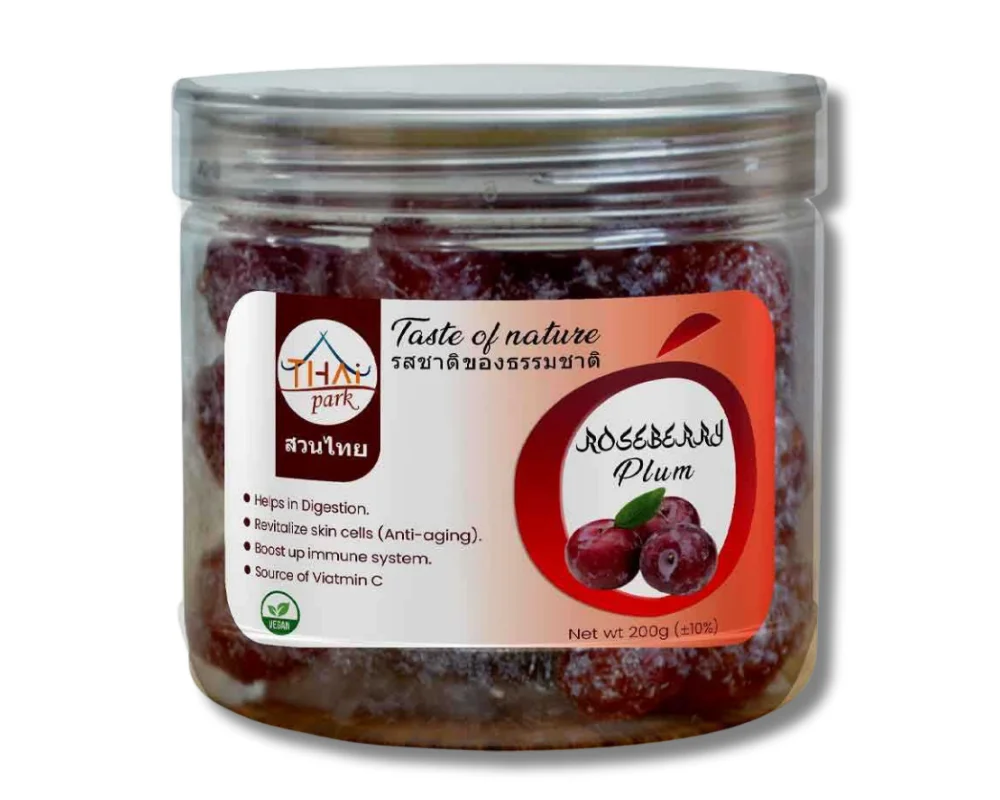 THAI
park
สวนไทย
Taste of nature
รสชาติของธรรมชาติ
ROSEBERRY
Plum
• Helps in Digestion.
• Revitalize skin cells (Anti-aging).
• Boost up immune system.
• Source of Viatmin C
VEGAN
Net wt 200g (±10%)